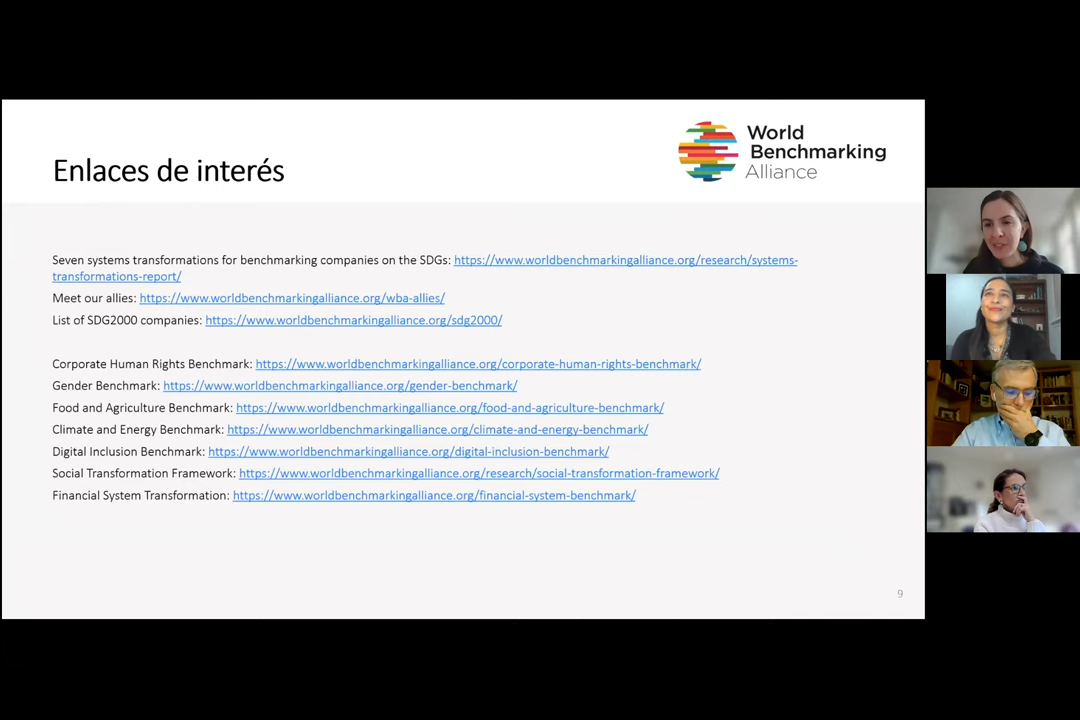 Enlaces de interés
World
Benchmarking
Alliance
Seven systems transformations for benchmarking companies on the SDGs: https://www.worldbenchmarkingalliance.org/research/systems-
transformations-report/
Meet our allies: https://www.worldbenchmarkingalliance.org/wba-allies/
List of SDG2000 companies: https://www.worldbenchmarkingalliance.org/sdg2000/
Corporate Human Rights Benchmark: https://www.worldbenchmarkingalliance.org/corporate-human-rights-benchmark/
Gender Benchmark: https://www.worldbenchmarkingalliance.org/gender-benchmark/
Food and Agriculture Benchmark: https://www.worldbenchmarkingalliance.org/food-and-agriculture-benchmark/
Climate and Energy Benchmark: https://www.worldbenchmarkingalliance.org/climate-and-energy-benchmark/
Digital Inclusion Benchmark: https://www.worldbenchmarkingalliance.org/digital-inclusion-benchmark/
Social Transformation Framework: https://www.worldbenchmarkingalliance.org/research/social-transformation-framework/
Financial System Transformation: https://www.worldbenchmarkingalliance.org/financial-system-benchmark/
9